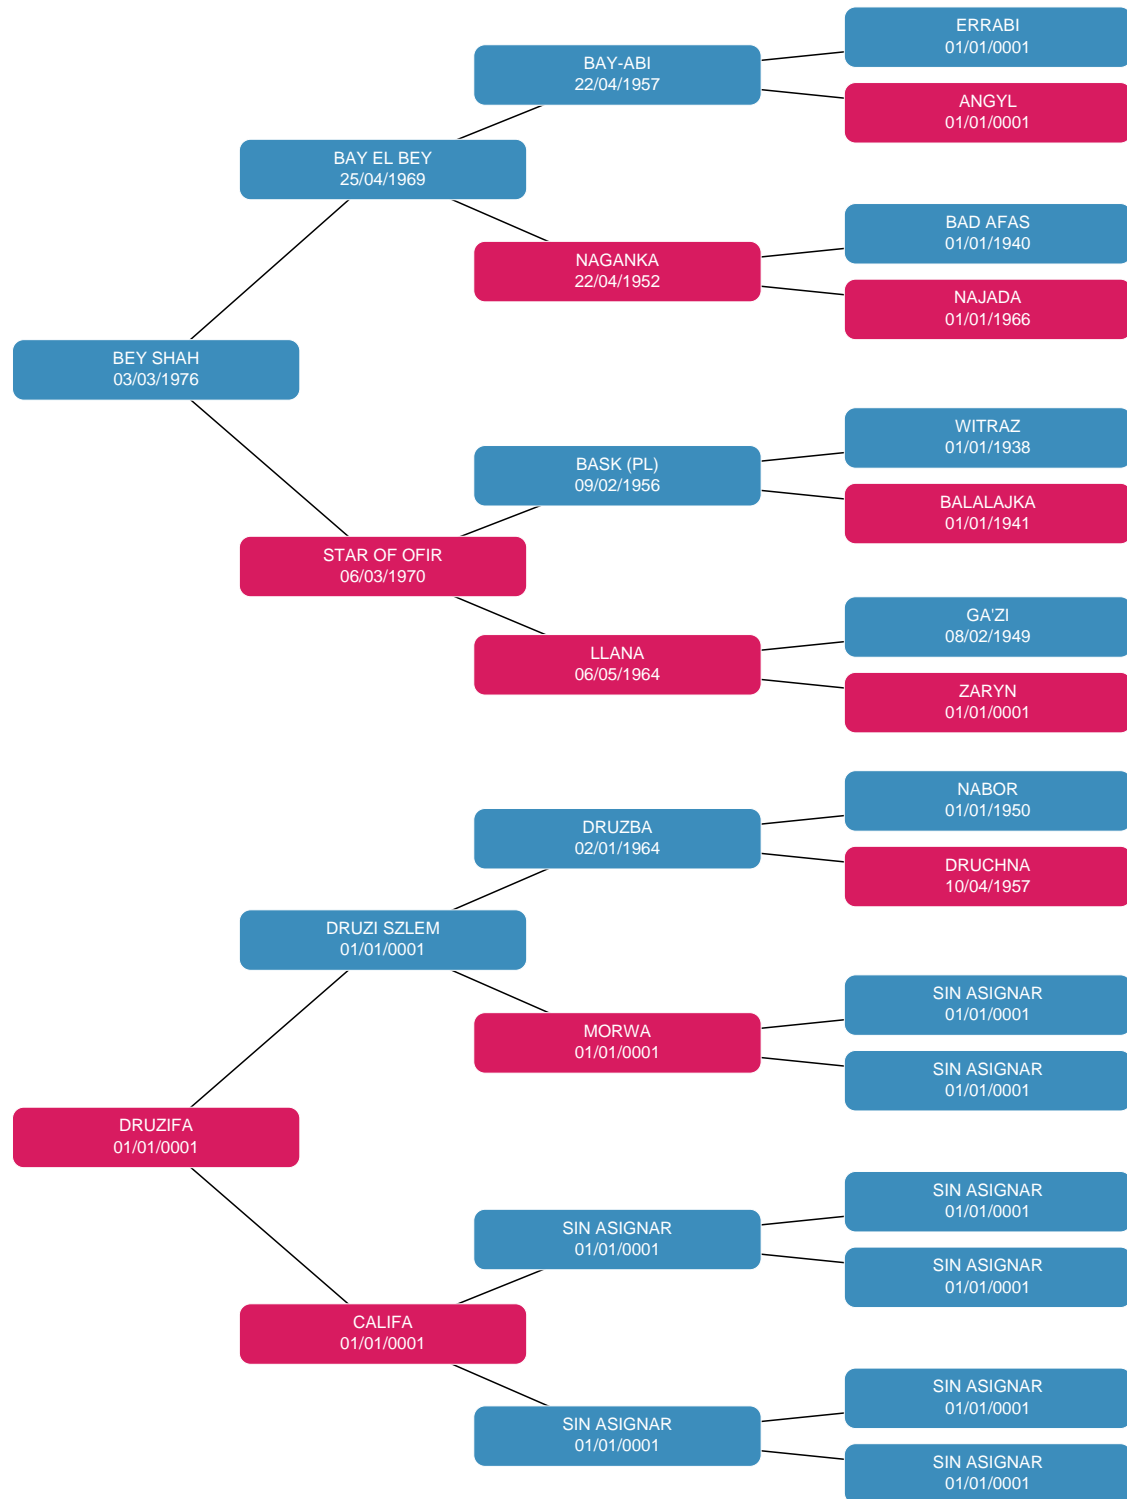 ERRABI
01/01/0001
BAY-ABI
22/04/1957
ANGYL
01/01/0001
BAY EL BEY
25/04/1969
BAD AFAS
01/01/1940
NAGANKA
22/04/1952
NAJADA
01/01/1966
BEY SHAH
03/03/1976
WITRAZ
01/01/1938
BASK (PL)
09/02/1956
BALALAJKA
01/01/1941
STAR OF OFIR
06/03/1970
GA'ZI
08/02/1949
LLANA
06/05/1964
ZARYN
01/01/0001
NABOR
01/01/1950
DRUZBA
02/01/1964
DRUCHNA
10/04/1957
DRUZI SZLEM
01/01/0001
SIN ASIGNAR
01/01/0001
MORWA
01/01/0001
SIN ASIGNAR
01/01/0001
DRUZIFA
01/01/0001
SIN ASIGNAR
01/01/0001
SIN ASIGNAR
01/01/0001
SIN ASIGNAR
01/01/0001
CALIFA
01/01/0001
SIN ASIGNAR
01/01/0001
SIN ASIGNAR
01/01/0001
SIN ASIGNAR
01/01/0001